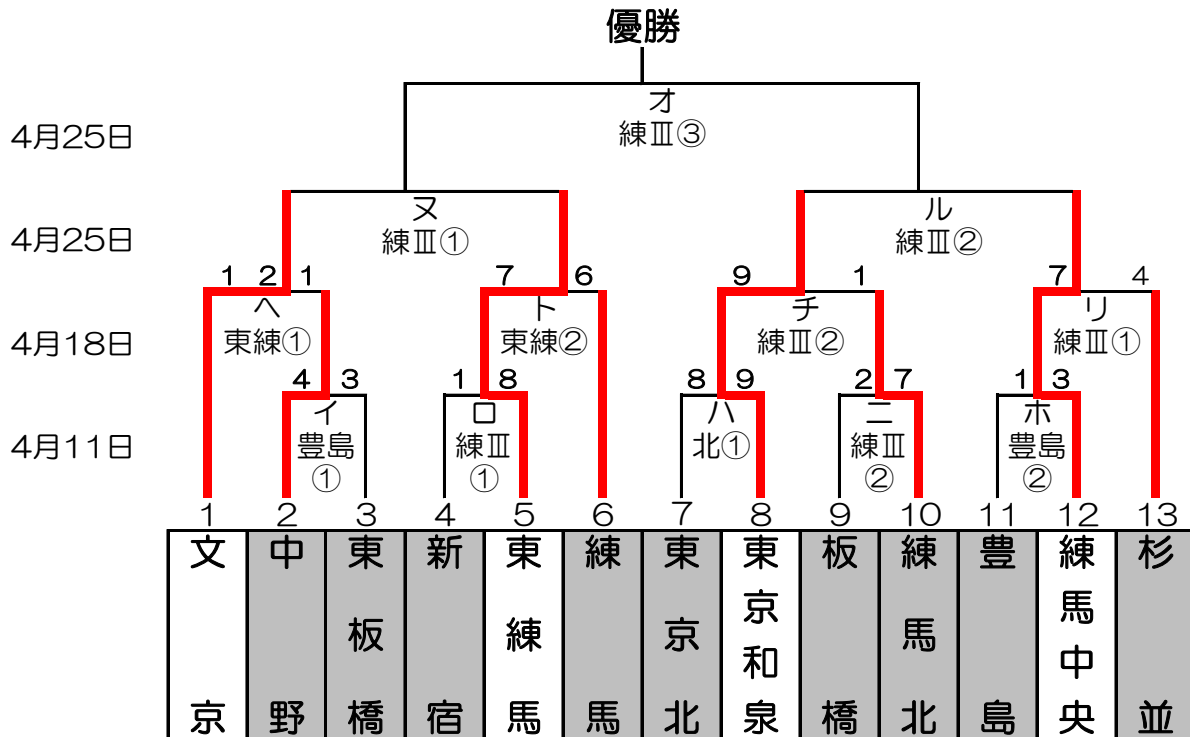 優勝
オ
4月25日
練Ⅲ③
4月25日
ヌ
練Ⅲ①
ル
練Ⅲ②
1 2 1 7 6 9 1 7 4
ヘ
東練①
ト
東練②
チ
練Ⅲ②
リ
練Ⅲ①
4月18日
4 3 1 8 8 9 2 7 1 3
4月11日
イ
豊島
①
ロ
練Ⅲ
①
ハ
北①
ニ
練Ⅲ
②
ホ
豊島
②
1 2 3 4 5 6 7 8 9 10 11 12 13
文京
中野
東板橋
新宿
東練馬
練馬
東京北
東京和泉
板橋
練馬北
豊島
練馬中央
杉並